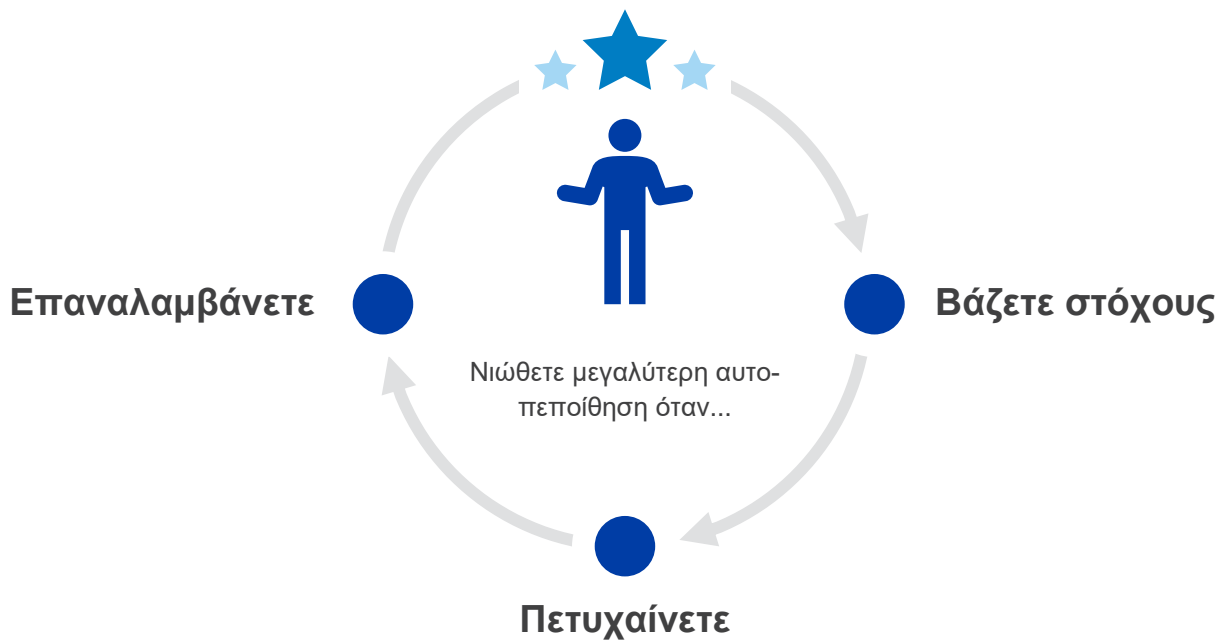 Επαναλαμβάνετε
Βάζετε στόχους
Νιώθετε μεγαλύτερη αυτο-
πεποίθηση όταν...
Πετυχαίνετε